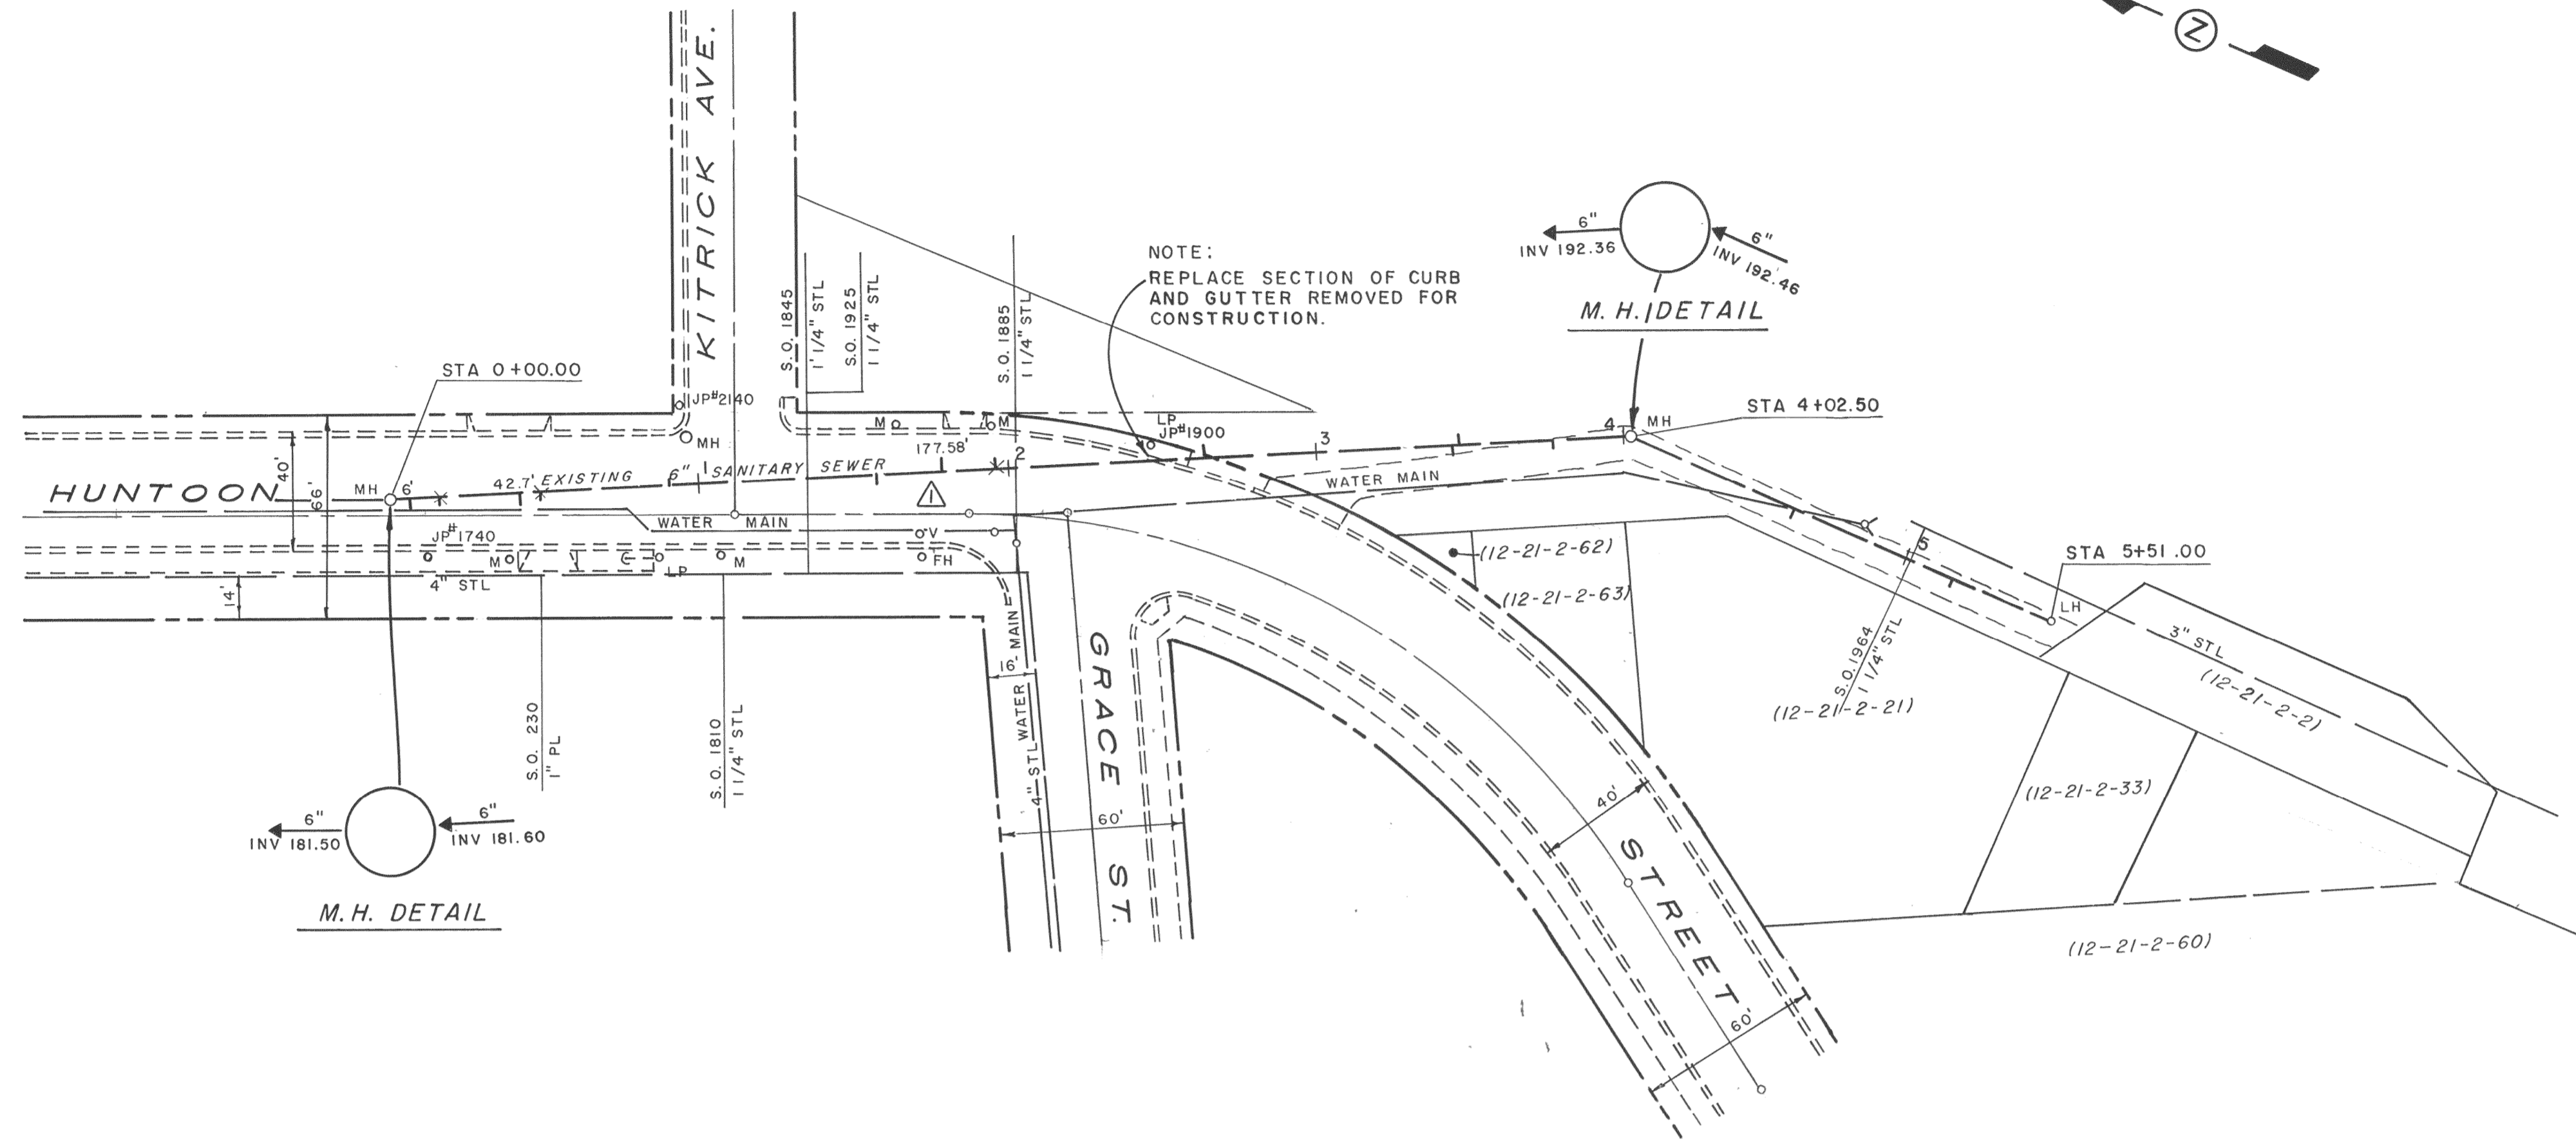 Z
KITRICK AVE.
S.O. 1845
1 1/4" STL
S.O. 1925
1 1/4" STL
S.O. 1885
1 1/4" STL
NOTE:
REPLACE SECTION OF CURB
AND GUTTER REMOVED FOR
CONSTRUCTION.
6"
INV 192.36
6"
INV 192.46
M.H. DETAIL
STA 0+00.00
STA 4+02.50
JP#2140
MH
M
M
LP
JP#1900
177.58'
2
3
4
MH
40'
66'
HUNTOON
MH
6'
42.7'
EXISTING 6" SANITARY SEWER
1
1
WATER MAIN
WATER MAIN
JP#1740
M
LP
M
V
FH
4" STL
14'
5
STA 5+51.00
LH
3" STL
(12-21-2-2)
(12-21-2-62)
(12-21-2-63)
S.O. 1964
1 1/4" STL
(12-21-2-21)
(12-21-2-33)
(12-21-2-60)
S.O. 230
1" PL
S.O. 1810
1 1/4" STL
16'
4" STL
WATER MAIN
GRACE ST.
60'
40'
STREET
60'
6"
INV 181.50
6"
INV 181.60
M.H. DETAIL